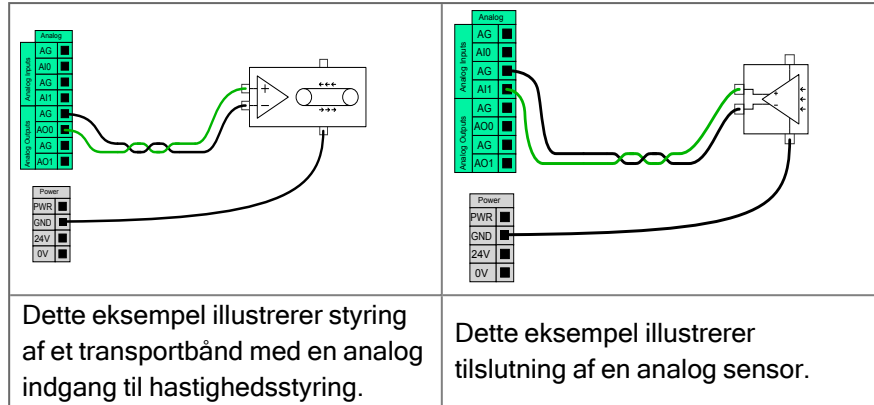 Analog
Analog Inputs
AG
AI0
AG
AI1
Analog Outputs
AG
AO0
AG
AO1
Power
PWR
GND
24V
0V
Analog
Analog Inputs
AG
AI0
AG
AI1
Analog Outputs
AG
AO0
AG
AO1
Power
PWR
GND
24V
0V
Dette eksempel illustrerer styring
af et transportbånd med en analog
indgang til hastighedsstyring.
Dette eksempel illustrerer
tilslutning af en analog sensor.